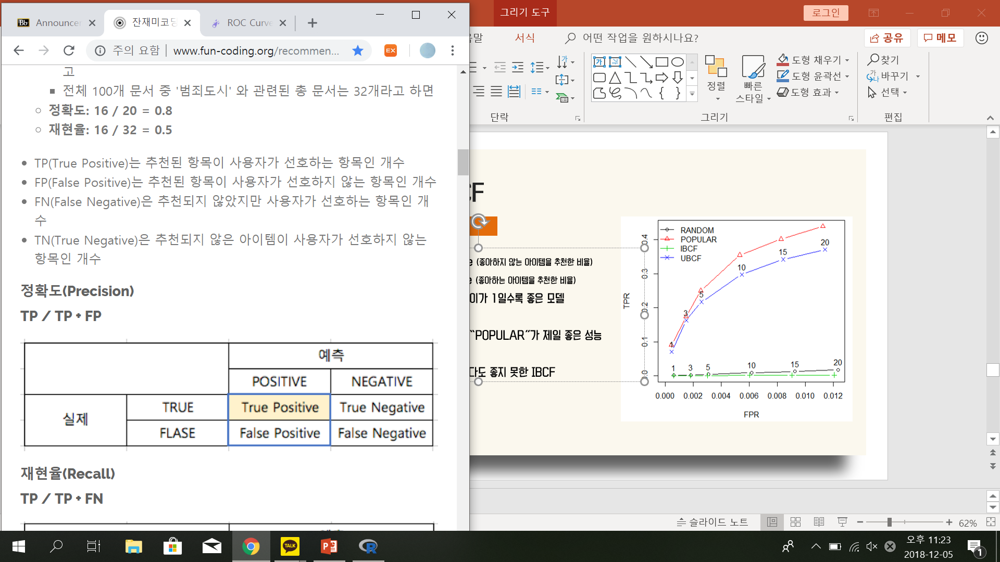 Announcer
잔재미코딩
ROC Curve
그리기 도구
로그인
주의 요함
www.fun-coding.org/recommen...
EX
서식
어떤 작업을 원하시나요?
공유
메모
단락
정렬
빠른
스타일
도형 채우기
도형 윤곽선
도형 효과
그리기
찾기
바꾸기
선택
편집
고
전체 100개 문서 중 '범죄도시' 와 관련된 총 문서는 32개라고 하면
정확도: 16 / 20 = 0.8
재현율: 16 / 32 = 0.5
TP(True Positive)는 추천된 항목이 사용자가 선호하는 항목인 개수
FP(False Positive)는 추천된 항목이 사용자가 선호하지 않는 항목인 개수
FN(False Negative)은 추천되지 않았지만 사용자가 선호하는 항목인 개
수
TN(True Negative)은 추천되지 않은 아이템이 사용자가 선호하지 않는
항목인 개수
정확도(Precision)
TP / TP + FP
예측
POSITIVE NEGATIVE
실제
TRUE True Positive True Negative
FLASE False Positive False Negative
재현율(Recall)
TP / TP + FN
CF
e (좋아하지 않는 아이템을 추천한 비율)
e (좋아하는 아이템을 추천한 비율)
이가 1일수록 좋은 모델
“POPULAR”가 제일 좋은 성능
다도 좋지 못한 IBCF
RANDOM
POPULAR
IBCF
UBCF
TPR
0.4
0.3
0.2
0.1
0.0
1 3 5 10 15 20
3 5 10 15 20
0.000 0.002 0.004 0.006 0.008 0.010 0.012
FPR
슬라이드 노트
62%
TALK
오후 11:23
2018-12-05
1